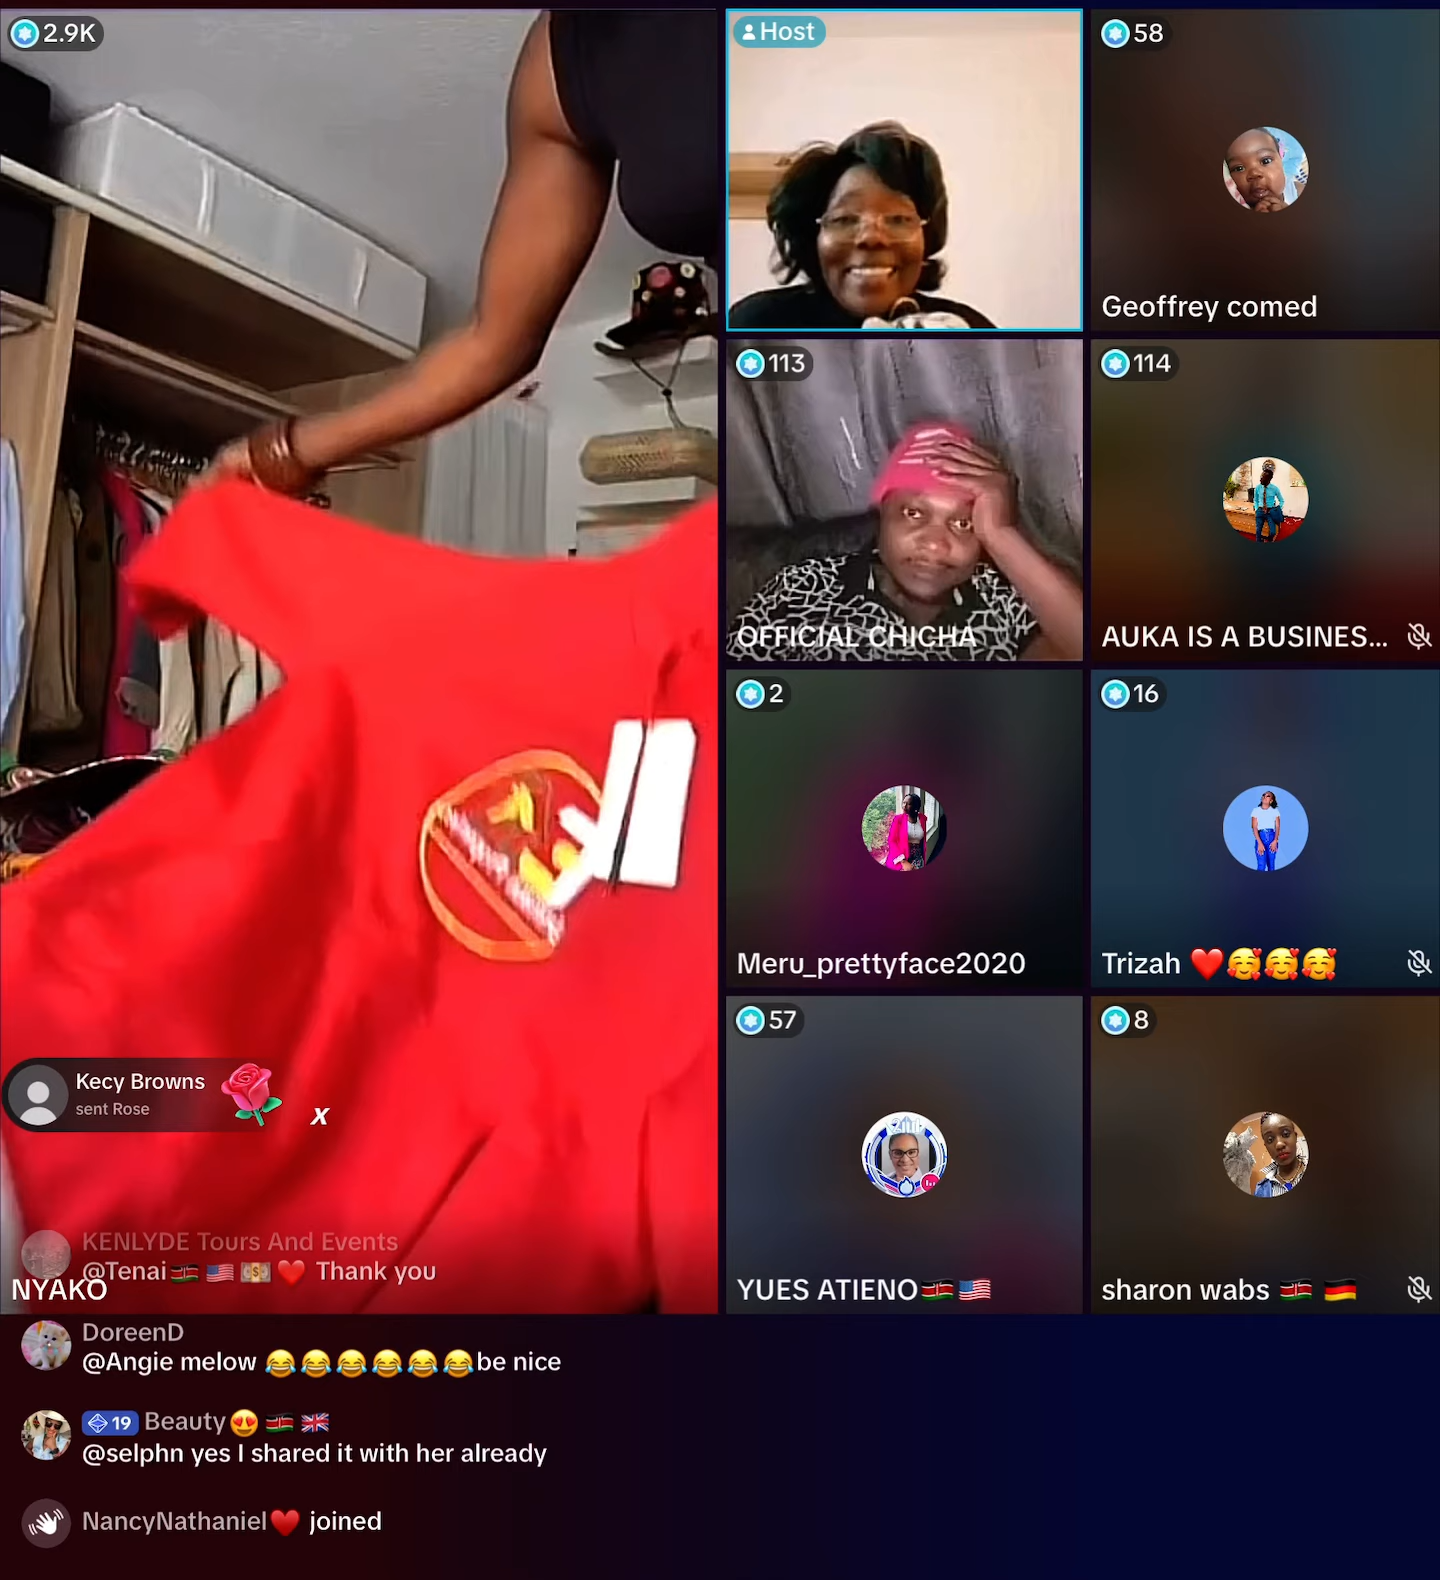 2.9K
Host
58
Geoffrey comed
113
OFFICIAL CHICHA
114
AUKA IS A BUSINES...
2
Meru_prettyface2020
16
Trizah ❤️🥰🥰🥰
57
YUES ATIENO🇰🇪🇺🇸
8
sharon wabs 🇰🇪 🇩🇪
Kecy Browns
sent Rose
x
KENLYDE Tours And Events
@Tenai🇰🇪 🇺🇸 💵 ❤️ Thank you
NYAKO
DoreenD
@Angie melow 😂😂😂😂😂😂be nice
19 Beauty😍 🇰🇪 🇬🇧
@selphn yes I shared it with her already
NancyNathaniel❤️ joined